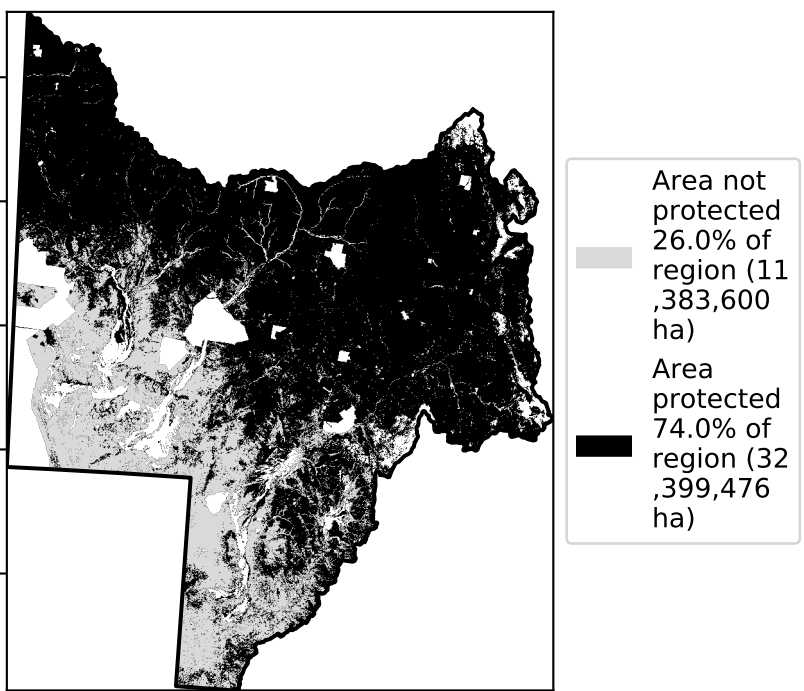 Area not
protected
26.0% of
region (11
,383,600
ha)
Area
protected
74.0% of
region (32
,399,476
ha)